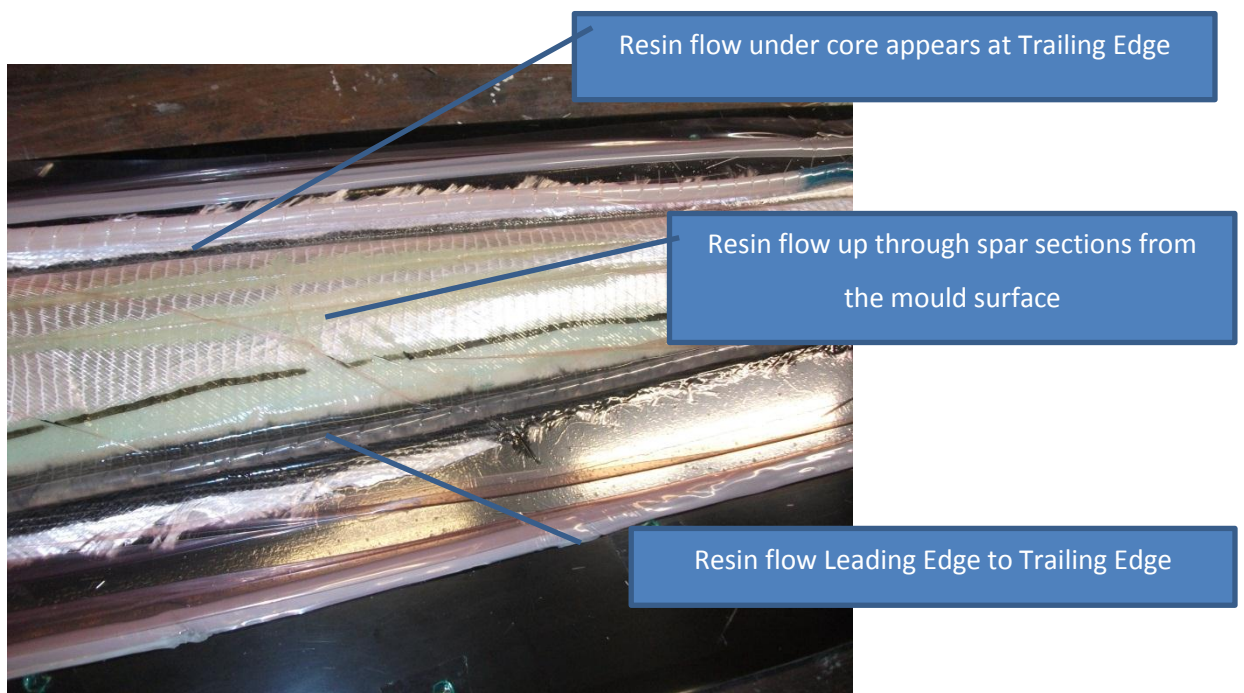 Resin flow under core appears at Trailing Edge
Resin flow up through spar sections from
the mould surface
Resin flow Leading Edge to Trailing Edge